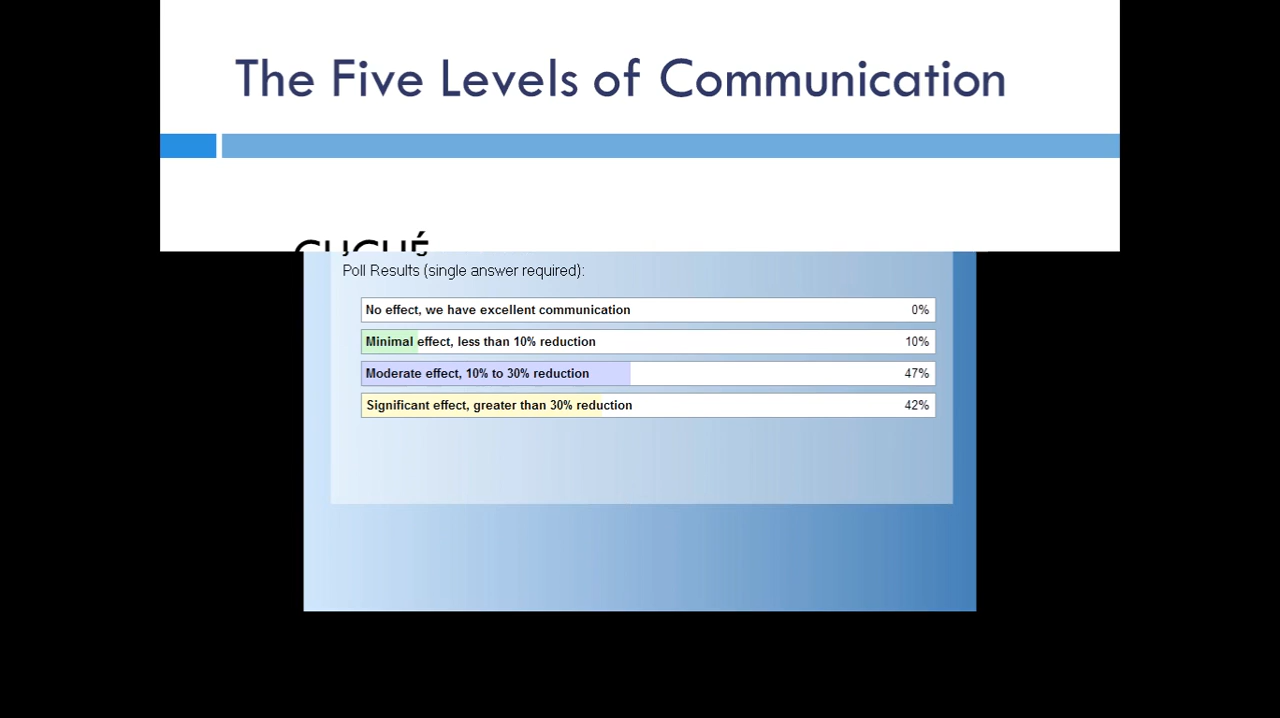 The Five Levels of Communication
CLICHÉ
Poll Results (single answer required):
No effect, we have excellent communication 0%
Minimal effect, less than 10% reduction 10%
Moderate effect, 10% to 30% reduction 47%
Significant effect, greater than 30% reduction 42%